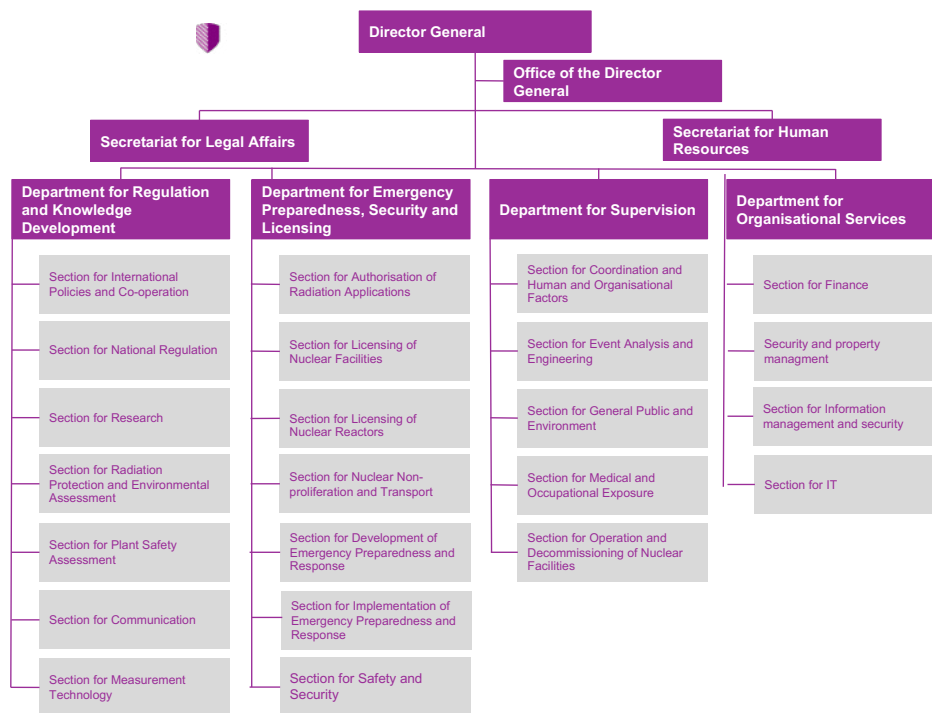 Director General
Office of the Director
General
Secretariat for Legal Affairs
Secretariat for Human
Resources
Department for Regulation
and Knowledge
Development
Section for International
Policies and Co-operation
Section for National Regulation
Section for Research
Section for Radiation
Protection and Environmental
Assessment
Section for Plant Safety
Assessment
Section for Communication
Section for Measurement
Technology
Department for Emergency
Preparedness, Security and
Licensing
Section for Authorisation of
Radiation Applications
Section for Licensing of
Nuclear Facilities
Section for Licensing of
Nuclear Reactors
Section for Nuclear Non-
proliferation and Transport
Section for Development of
Emergency Preparedness and
Response
Section for Implementation of
Emergency Preparedness and
Response
Section for Safety and
Security
Department for Supervision
Section for Coordination and
Human and Organisational
Factors
Section for Event Analysis and
Engineering
Section for General Public and
Environment
Section for Medical and
Occupational Exposure
Section for Operation and
Decommissioning of Nuclear
Facilities
Department for
Organisational Services
Section for Finance
Security and property
managment
Section for Information
management and security
Section for IT